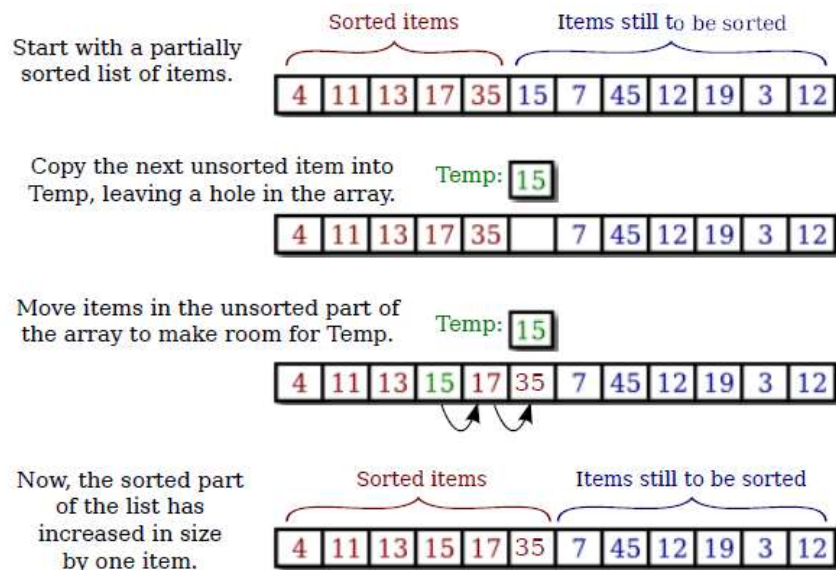 Sorted items
Items still to be sorted
Start with a partially
sorted list of items.
4 11 13 17 35 15 7 45 12 19 3 12
Copy the next unsorted item into
Temp, leaving a hole in the array.
Temp: 15
4 11 13 17 35 7 45 12 19 3 12
Move items in the unsorted part of
the array to make room for Temp.
Temp: 15
4 11 13 15 17 35 7 45 12 19 3 12
Now, the sorted part
of the list has
increased in size
by one item.
Sorted items
Items still to be sorted
4 11 13 15 17 35 7 45 12 19 3 12